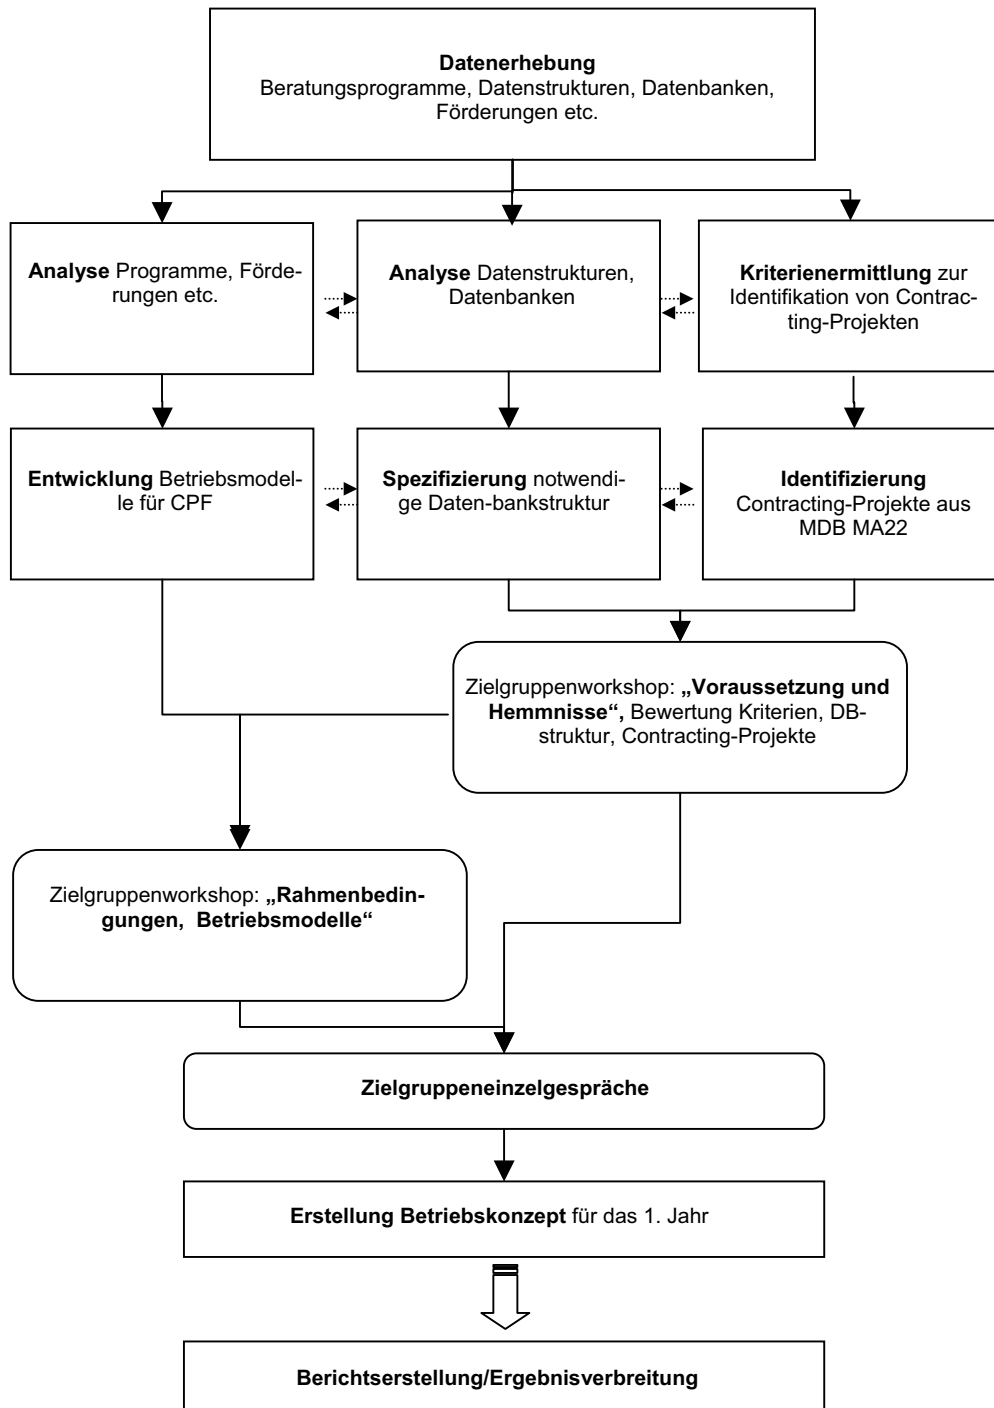 Datenerhebung
Beratungsprogramme, Datenstrukturen, Datenbanken,
Förderungen etc.
Analyse Programme, Förde-
rungen etc.
Analyse Datenstrukturen,
Datenbanken
Kriterienermittlung zur
Identifikation von Contrac-
ting-Projekten
Entwicklung Betriebsmodel-
le für CPF
Spezifizierung notwendi-
ge Daten-bankstruktur
Identifizierung
Contracting-Projekte aus
MDB MA22
Zielgruppenworkshop: „Voraussetzung und
Hemmnisse“, Bewertung Kriterien, DB-
struktur, Contracting-Projekte
Zielgruppenworkshop: „Rahmenbedin-
gungen, Betriebsmodelle“
Zielgruppeneinzelgespräche
Erstellung Betriebskonzept für das 1. Jahr
Berichtserstellung/Ergebnisverbreitung